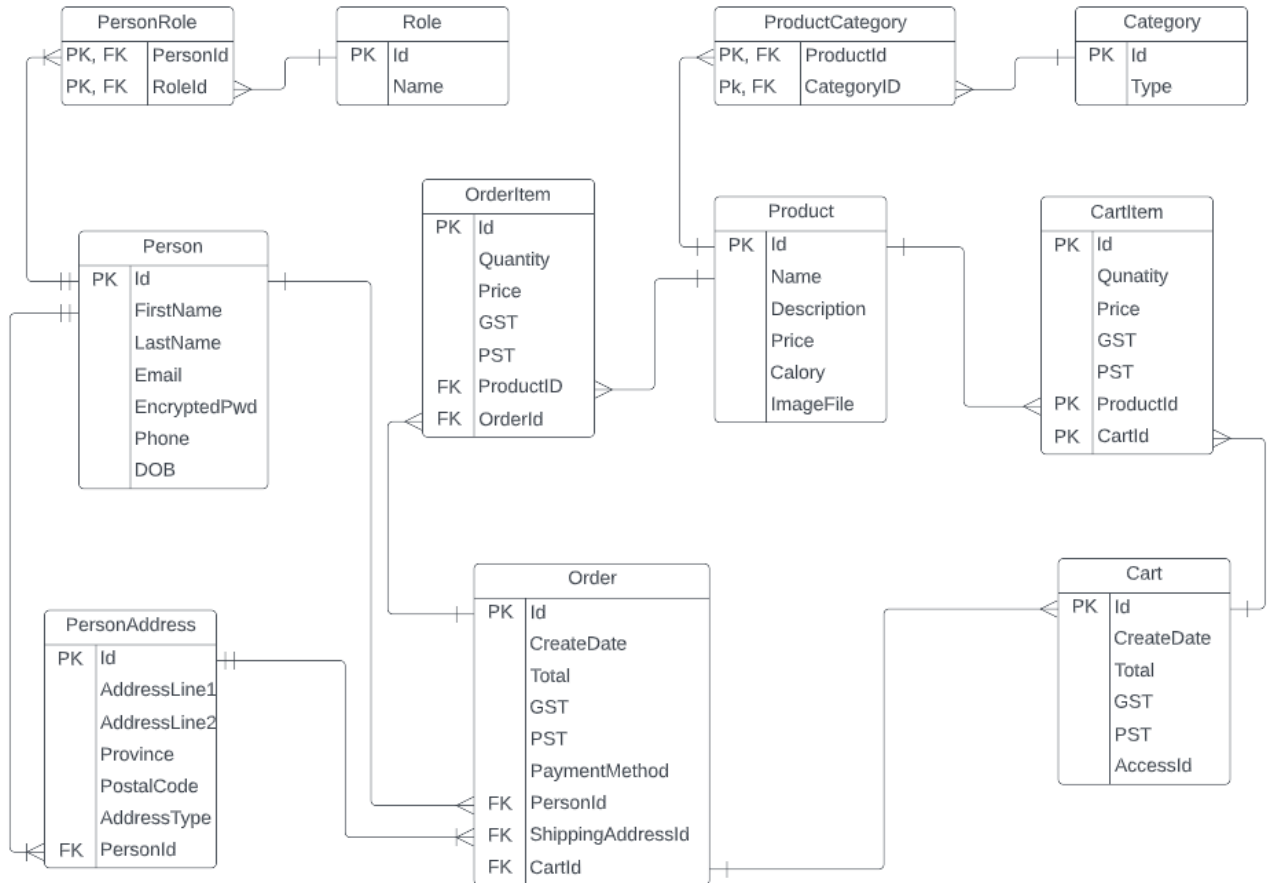 PersonRole
PK, FK PersonId
PK, FK RoleId
Role
PK Id
Name
ProductCategory
PK, FK ProductId
Pk, FK CategoryID
Category
PK Id
Type
OrderItem
PK Id
Quantity
Price
GST
PST
FK ProductID
FK OrderId
Product
PK Id
Name
Description
Price
Calory
ImageFile
CartItem
PK Id
Qunatity
Price
GST
PST
PK ProductId
PK CartId
Person
PK Id
FirstName
LastName
Email
EncryptedPwd
Phone
DOB
PersonAddress
PK Id
AddressLine1
AddressLine2
Province
PostalCode
AddressType
FK PersonId
Order
PK Id
CreateDate
Total
GST
PST
PaymentMethod
FK PersonId
FK ShippingAddressId
FK CartId
Cart
PK Id
CreateDate
Total
GST
PST
AccessId